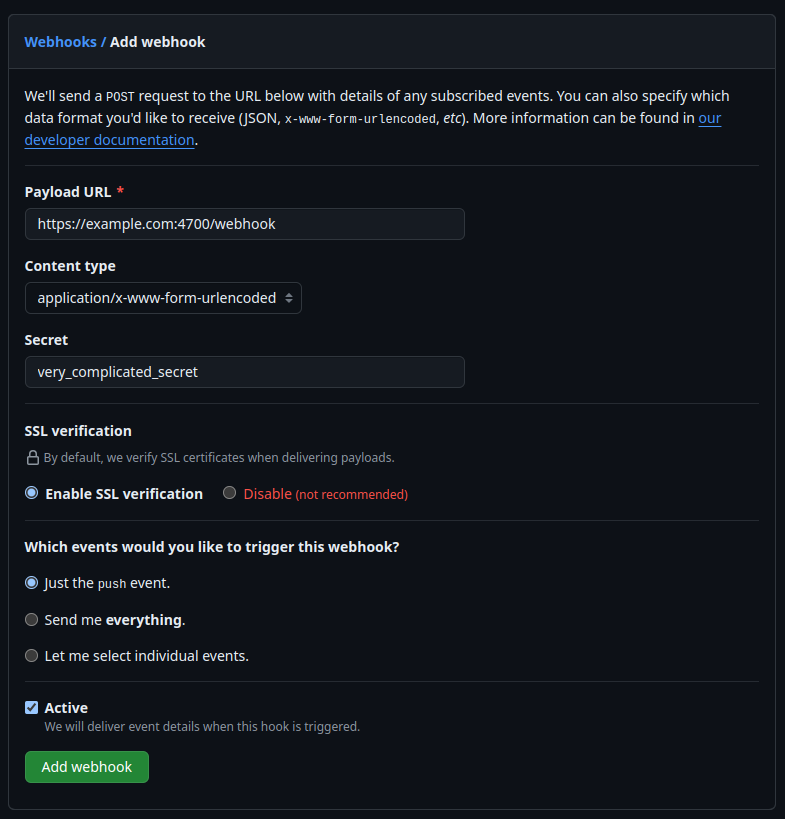 Webhooks / Add webhook
We'll send a POST request to the URL below with details of any subscribed events. You can also specify which
data format you'd like to receive (JSON, x-www-form-urlencoded, etc). More information can be found in our
developer documentation.
Payload URL *
https://example.com:4700/webhook
Content type
application/x-www-form-urlencoded
Secret
very_complicated_secret
SSL verification
By default, we verify SSL certificates when delivering payloads.
Enable SSL verification Disable (not recommended)
Which events would you like to trigger this webhook?
Just the push event.
Send me everything.
Let me select individual events.
Active
We will deliver event details when this hook is triggered.
Add webhook